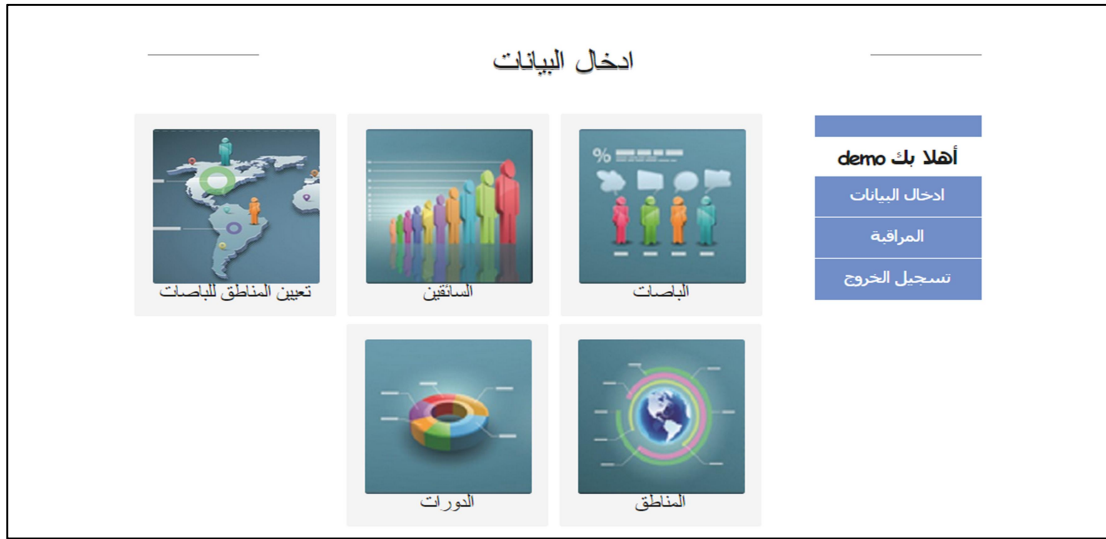 ادخال البيانات
أهلا بك demo
ادخال البيانات
المراقبة
تسجيل الخروج
%
الباصات
السائقين
تعيين المناطق للباصات
المناطق
الدورات